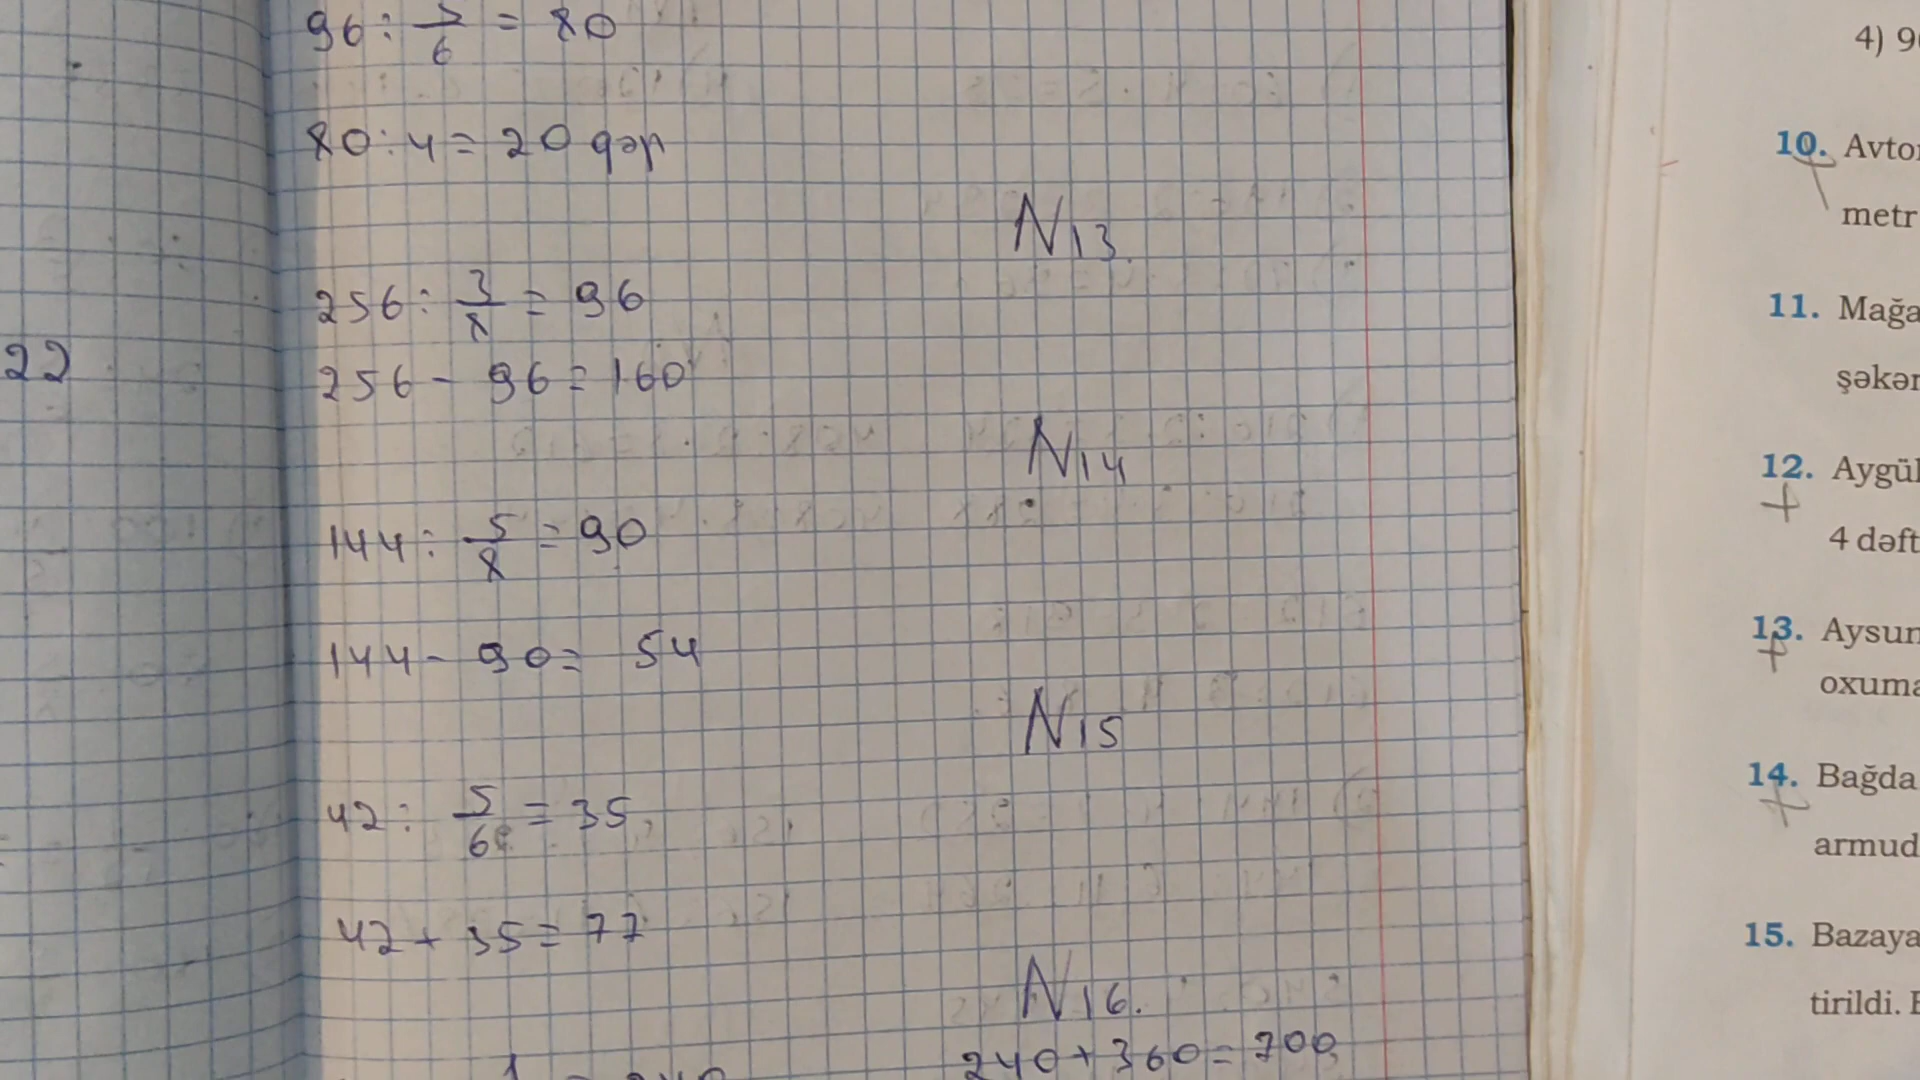 96 : 5/6 = 80
80 : 4 = 20 qəp
N13.
256 : 3/8 = 96
256 - 96 = 160
N14
144 : 5/8 = 90
144 - 90 = 54
N15
42 : 5/6 = 35
42 + 35 = 77
N16.
240 + 360 = 700
22
4) 9
10. Avto
metr
11. Mağa
şəkər
12. Aygül
4 dəft
13. Aysun
oxuma
14. Bağda
armud
15. Bazaya
tirildi.